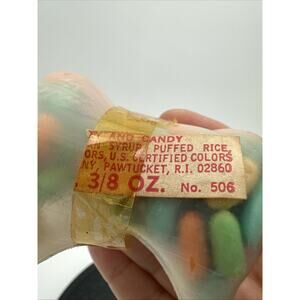 AND CANDY
SYRUP, PUFFED RICE,
ORS, U.S. CERTIFIED COLORS
NY, PAWTUCKET, R.I. 02860
3/8 OZ. No. 506